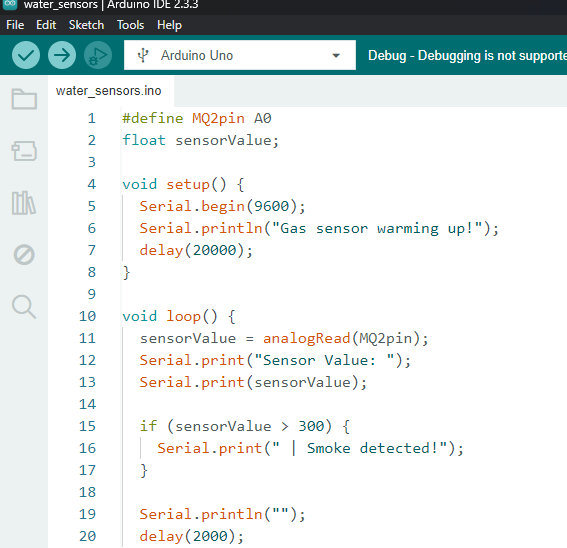 water_sensors | Arduino IDE 2.3.3
File Edit Sketch Tools Help
Arduino Uno
Debug - Debugging is not supporte
water_sensors.ino
1 #define MQ2pin A0
2 float sensorValue;
3
4 void setup() {
5   Serial.begin(9600);
6   Serial.println("Gas sensor warming up!");
7   delay(20000);
8 }
9
10 void loop() {
11   sensorValue = analogRead(MQ2pin);
12   Serial.print("Sensor Value: ");
13   Serial.print(sensorValue);
14
15   if (sensorValue > 300) {
16     Serial.print(" | Smoke detected!");
17   }
18
19   Serial.println("");
20   delay(2000);